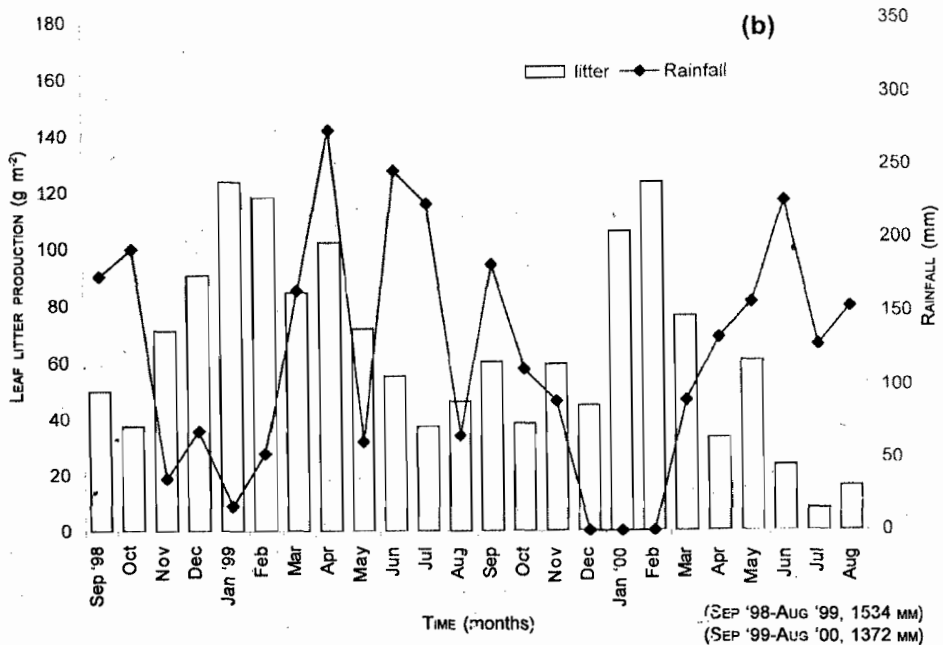 (b)
litter Rainfall
LEAF LITTER PRODUCTION (g m-2)
180
160
140
120
100
80
60
40
20
0
350
300
250
200
150
100
50
0
RAINFALL (mm)
Sep '98 Oct Nov Dec Jan '99 Feb Mar Apr May Jun Jul Aug Sep Oct Nov Dec Jan '00 Feb Mar Apr May Jun Jul Aug
TIME (months)
(SEP '98-AUG '99, 1534 MM)
(SEP '99-AUG '00, 1372 MM)